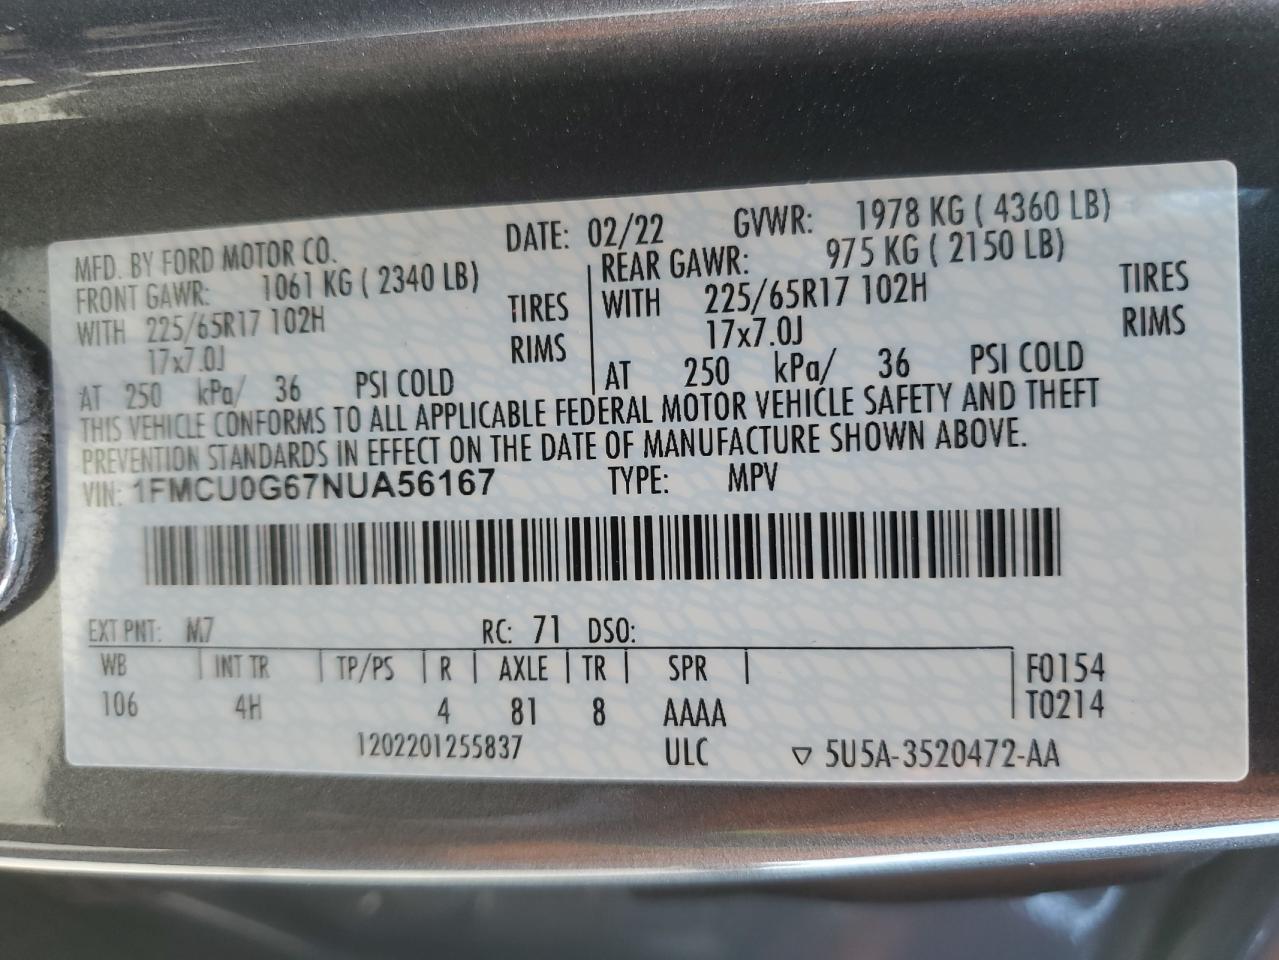 MFD. BY FORD MOTOR CO. DATE: 02/22 GVWR: 1978 KG ( 4360 LB)
FRONT GAWR: 1061 KG ( 2340 LB) REAR GAWR: 975 KG ( 2150 LB)
WITH 225/65R17 102H TIRES WITH 225/65R17 102H TIRES
17x7.0J RIMS 17x7.0J RIMS
AT 250 kPa/ 36 PSI COLD AT 250 kPa/ 36 PSI COLD
THIS VEHICLE CONFORMS TO ALL APPLICABLE FEDERAL MOTOR VEHICLE SAFETY AND THEFT
PREVENTION STANDARDS IN EFFECT ON THE DATE OF MANUFACTURE SHOWN ABOVE.
VIN: 1FMCU0G67NUA56167 TYPE: MPV
EXT PNT: M7 RC: 71 DSO:
WB INT TR TP/PS R AXLE TR SPR F0154
106 4H 4 81 8 AAAA T0214
1202201255837 ULC ▽ 5U5A-3520472-AA